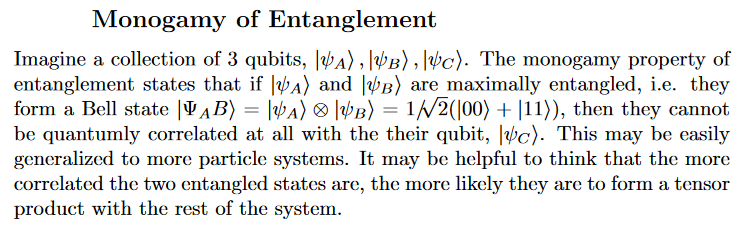 Monogamy of Entanglement
Imagine a collection of 3 qubits, |ψ_A⟩, |ψ_B⟩, |ψ_C⟩. The monogamy property of
entanglement states that if |ψ_A⟩ and |ψ_B⟩ are maximally entangled, i.e. they
form a Bell state |Ψ_AB⟩ = |ψ_A⟩ ⊗ |ψ_B⟩ = 1/√2(|00⟩ + |11⟩), then they cannot
be quantumly correlated at all with the their qubit, |ψ_C⟩. This may be easily
generalized to more particle systems. It may be helpful to think that the more
correlated the two entangled states are, the more likely they are to form a tensor
product with the rest of the system.